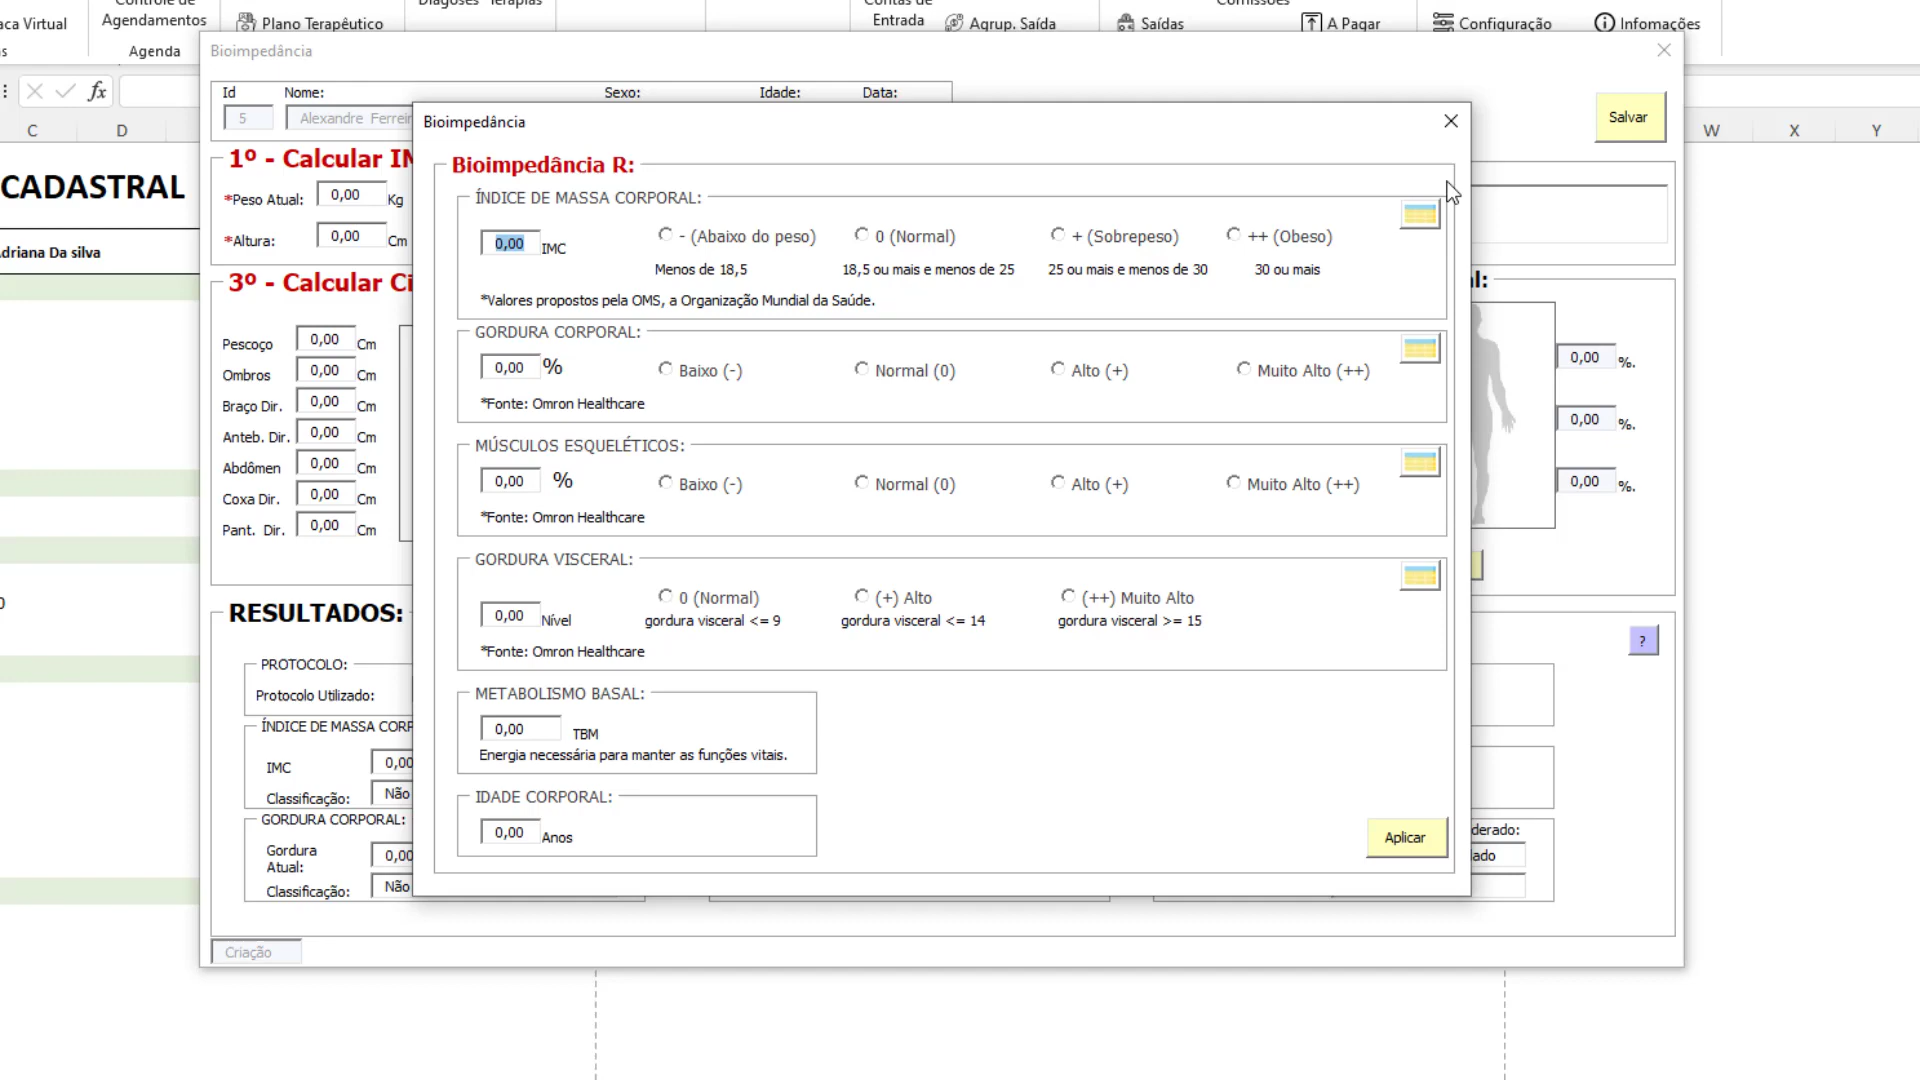 Controle de
Diagoses Terapias
Contas de
Comissões
aca Virtual
Agendamentos
Plano Terapêutico
Entrada
Agrup. Saída
Saídas
A Pagar
Configuração
Infomações
Agenda
Bioimpedância
fx
Id
Nome:
Sexo:
Idade:
Data:
5
Alexandre Ferreir
Salvar
C
D
W
X
Y
Bioimpedância
CADASTRAL
driana Da silva
1º - Calcular IM
*Peso Atual:
0,00
Kg
*Altura:
0,00
Cm
3º - Calcular Ci
Pescoço
0,00
Cm
Ombros
0,00
Cm
Braço Dir.
0,00
Cm
Anteb. Dir.
0,00
Cm
Abdômen
0,00
Cm
Coxa Dir.
0,00
Cm
Pant. Dir.
0,00
Cm
RESULTADOS:
PROTOCOLO:
Protocolo Utilizado:
ÍNDICE DE MASSA CORP
IMC
0,00
Classificação:
Não
GORDURA CORPORAL:
Gordura
Atual:
0,00
Classificação:
Não
Criação
Bioimpedância R:
ÍNDICE DE MASSA CORPORAL:
0,00
IMC
- (Abaixo do peso)
0 (Normal)
+ (Sobrepeso)
++ (Obeso)
Menos de 18,5
18,5 ou mais e menos de 25
25 ou mais e menos de 30
30 ou mais
*Valores propostos pela OMS, a Organização Mundial da Saúde.
GORDURA CORPORAL:
0,00
%
Baixo (-)
Normal (0)
Alto (+)
Muito Alto (++)
*Fonte: Omron Healthcare
MÚSCULOS ESQUELÉTICOS:
0,00
%
Baixo (-)
Normal (0)
Alto (+)
Muito Alto (++)
*Fonte: Omron Healthcare
GORDURA VISCERAL:
0,00
Nível
0 (Normal)
(+) Alto
(++) Muito Alto
gordura visceral <= 9
gordura visceral <= 14
gordura visceral >= 15
*Fonte: Omron Healthcare
METABOLISMO BASAL:
0,00
TBM
Energia necessária para manter as funções vitais.
IDADE CORPORAL:
0,00
Anos
Aplicar
l:
0,00
%.
0,00
%.
0,00
%.
?
derado:
lado
0